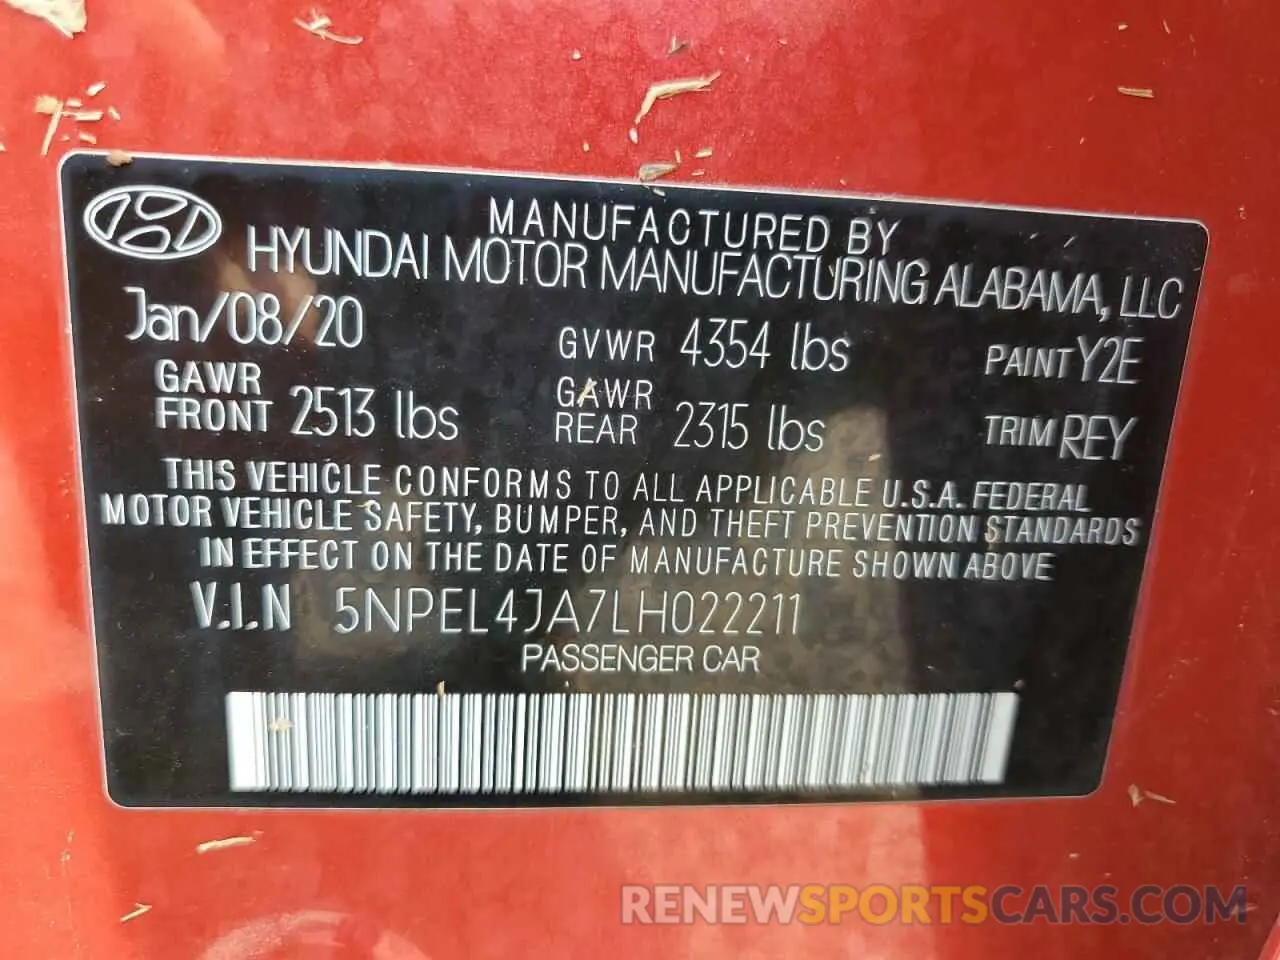 MANUFACTURED BY
HYUNDAI MOTOR MANUFACTURING ALABAMA, LLC
Jan/08/20 GVWR 4354 lbs PAINT Y2E
GAWR FRONT 2513 lbs GAWR REAR 2315 lbs TRIM REY
THIS VEHICLE CONFORMS TO ALL APPLICABLE U.S.A. FEDERAL
MOTOR VEHICLE SAFETY, BUMPER, AND THEFT PREVENTION STANDARDS
IN EFFECT ON THE DATE OF MANUFACTURE SHOWN ABOVE
V.I.N 5NPEL4JA7LH022211
PASSENGER CAR
RENEWSPORTSCARS.COM